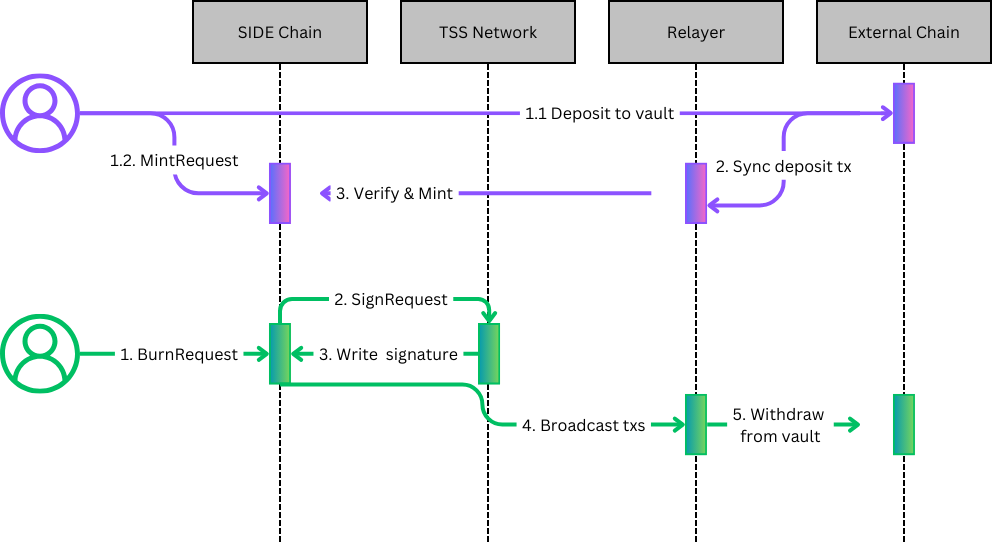 SIDE Chain
TSS Network
Relayer
External Chain
1.1 Deposit to vault
1.2. MintRequest
2. Sync deposit tx
3. Verify & Mint
2. SignRequest
1. BurnRequest
3. Write signature
4. Broadcast txs
5. Withdraw
from vault